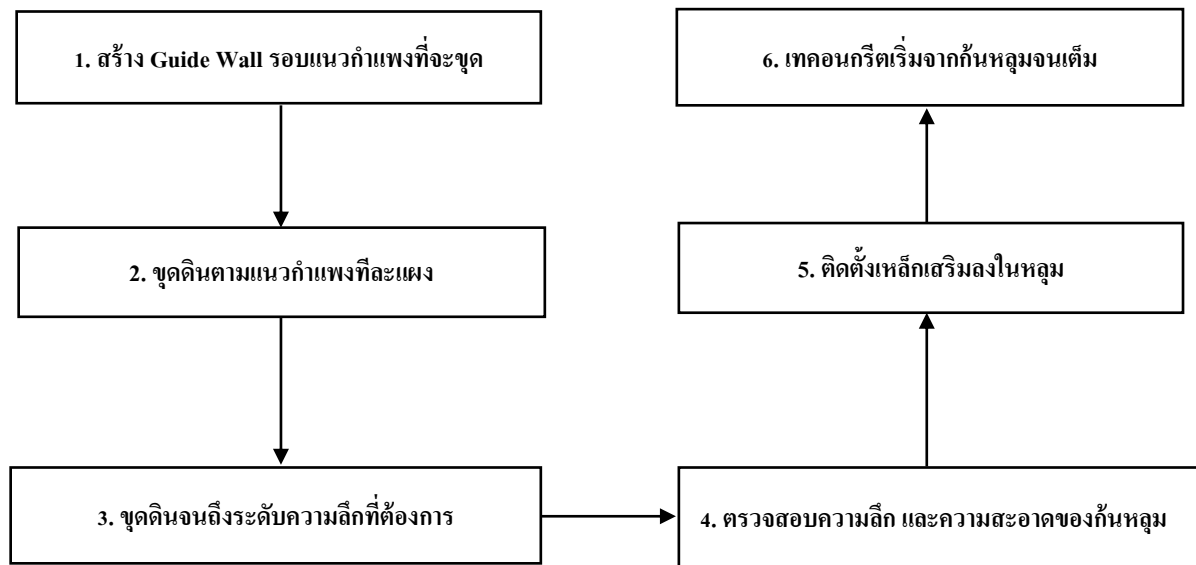 1. สร้าง Guide Wall รอบแนวกำแพงที่จะขุด
2. ขุดดินตามแนวกำแพงทีละแผง
3. ขุดดินจนถึงระดับความลึกที่ต้องการ
4. ตรวจสอบความลึก และความสะอาดของก้นหลุม
5. ติดตั้งเหล็กเสริมลงในหลุม
6. เทคอนกรีตเริ่มจากก้นหลุมจนเต็ม